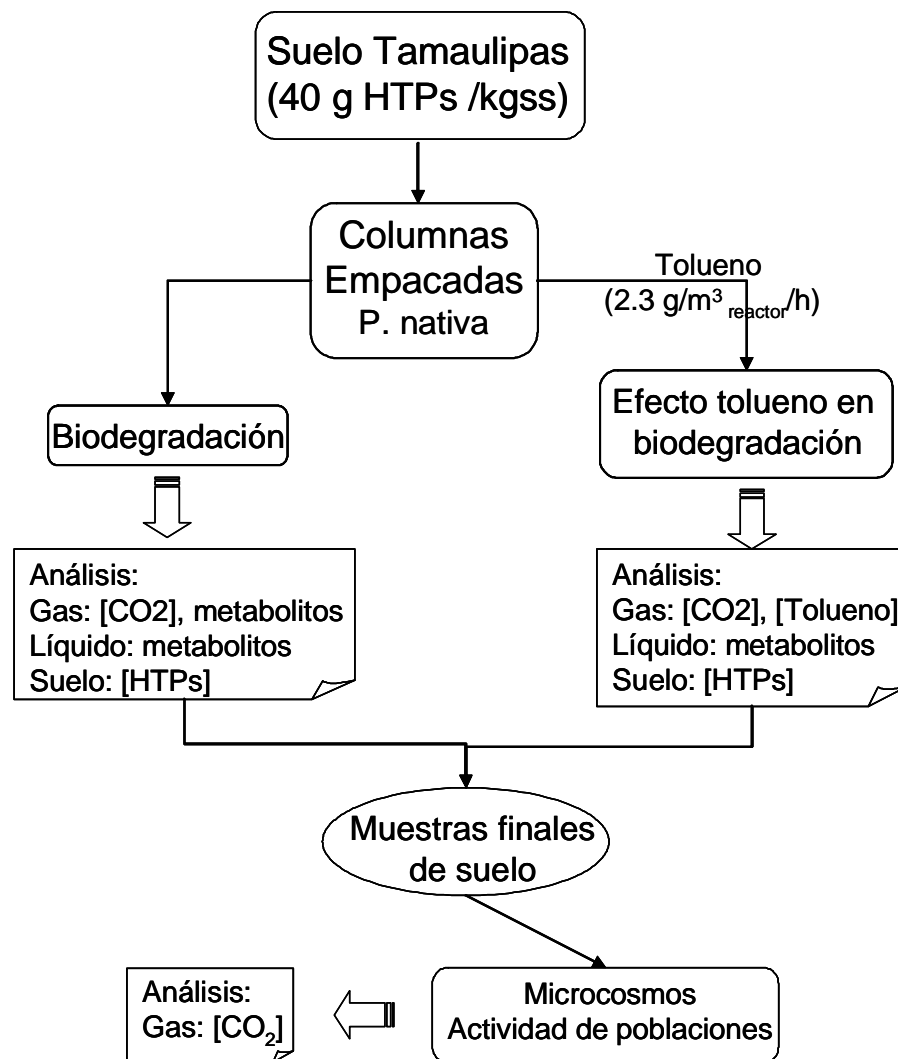 Suelo Tamaulipas
(40 g HTPs /kgss)
Columnas
Empacadas
P. nativa
Tolueno
(2.3 g/m³ reactor/h)
Biodegradación
Efecto tolueno en
biodegradación
Análisis:
Gas: [CO2], metabolitos
Líquido: metabolitos
Suelo: [HTPs]
Análisis:
Gas: [CO2], [Tolueno]
Líquido: metabolitos
Suelo: [HTPs]
Muestras finales
de suelo
Microcosmos
Actividad de poblaciones
Análisis:
Gas: [CO₂]